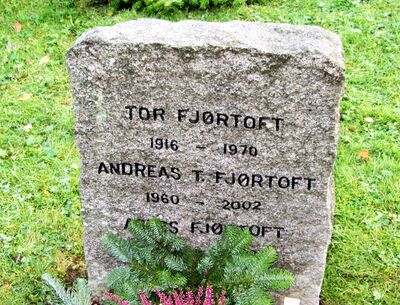 TOR FJØRTOFT
1916 - 1970
ANDREAS T. FJØRTOFT
1960 - 2002
FJØRTOFT